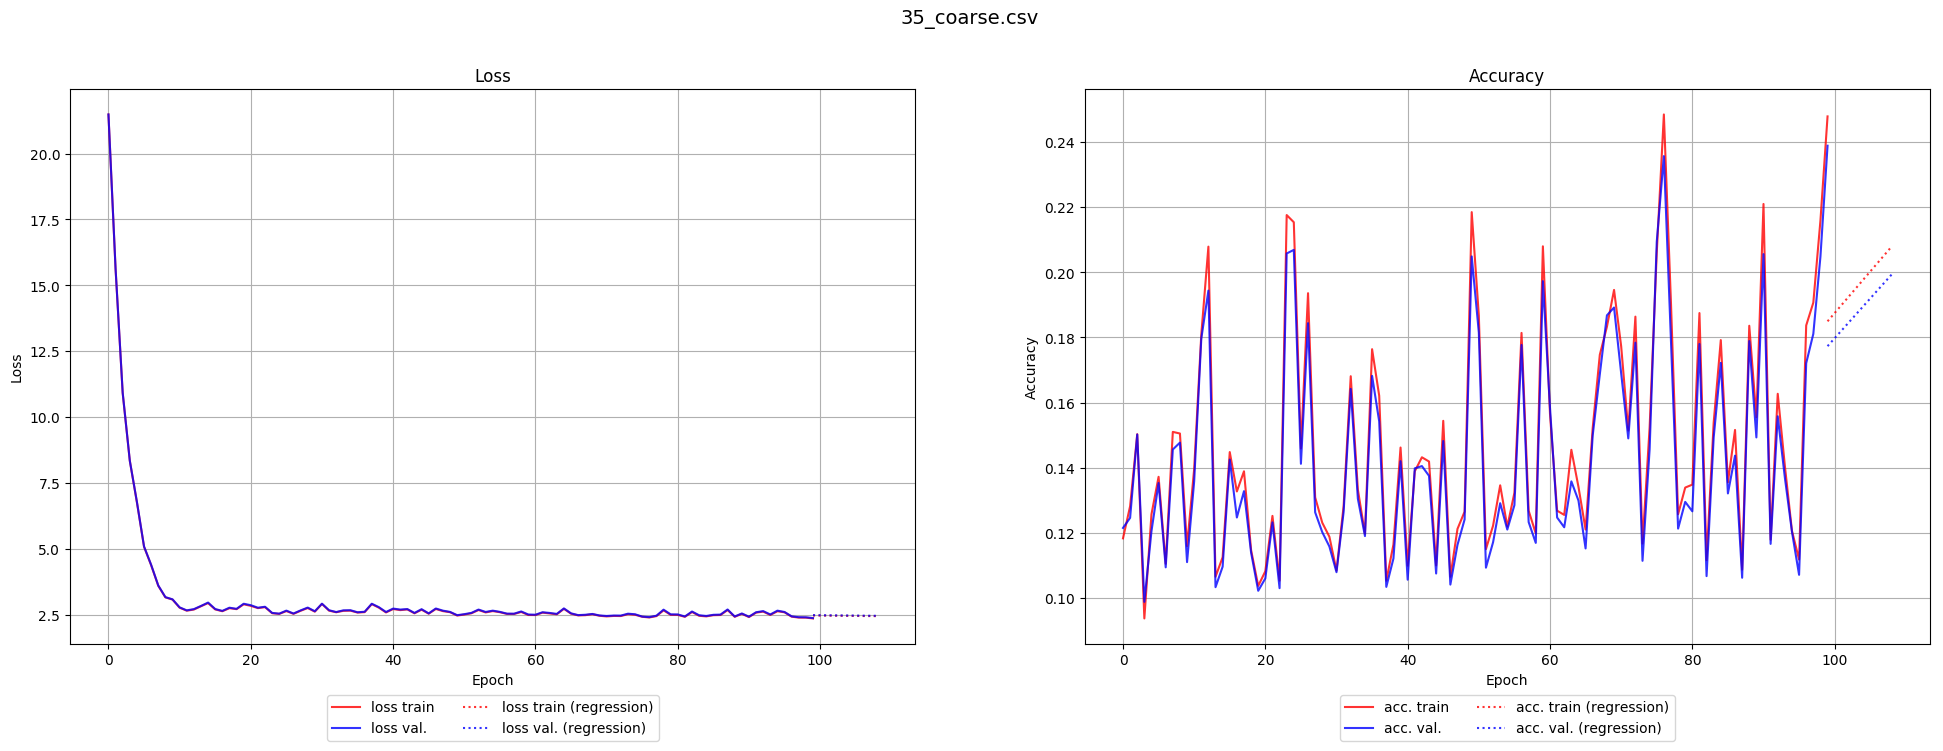 35_coarse.csv
Loss
20.0
17.5
15.0
12.5
10.0
7.5
5.0
2.5
Loss
0 20 40 60 80 100
Epoch
loss train
loss val.
loss train (regression)
loss val. (regression)
Accuracy
0.24
0.22
0.20
0.18
0.16
0.14
0.12
0.10
Accuracy
0 20 40 60 80 100
Epoch
acc. train
acc. val.
acc. train (regression)
acc. val. (regression)